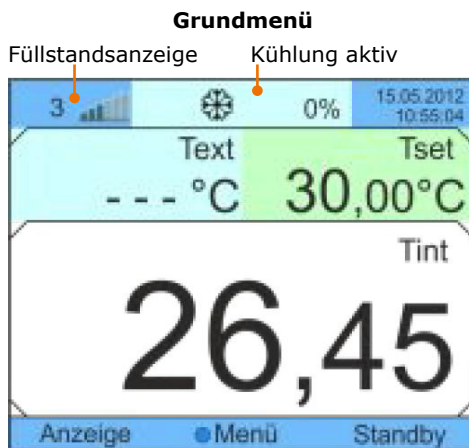 Grundmenü
Füllstandsanzeige Kühlung aktiv
3 0% 15.05.2012
10:55:04
Text Tset
- - - °C 30,00°C
Tint
26,45
Anzeige Menü Standby